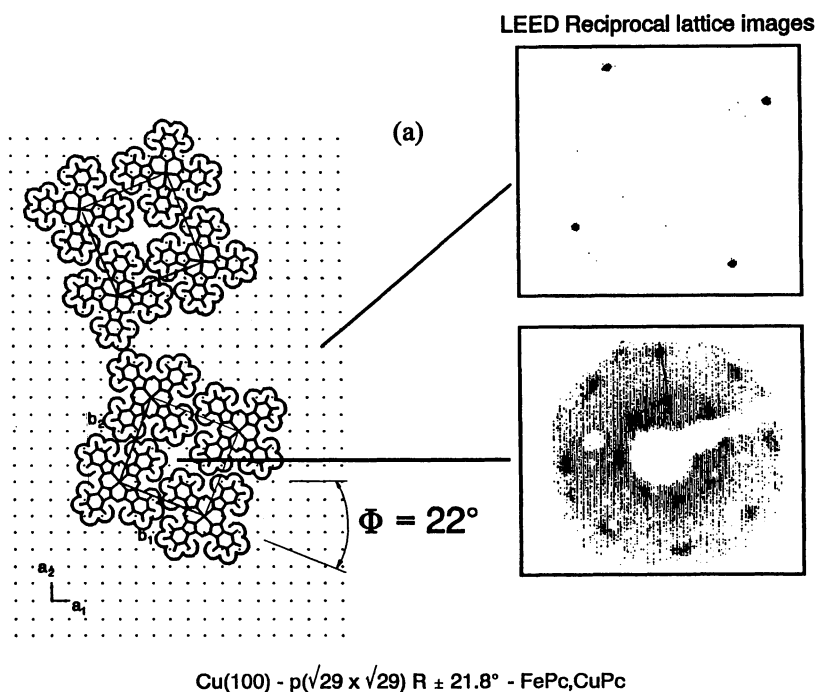 LEED Reciprocal lattice images
(a)
b₂
b₁
Φ = 22°
a₂
a₁
Cu(100) - p(√29 x √29) R ± 21.8° - FePc,CuPc